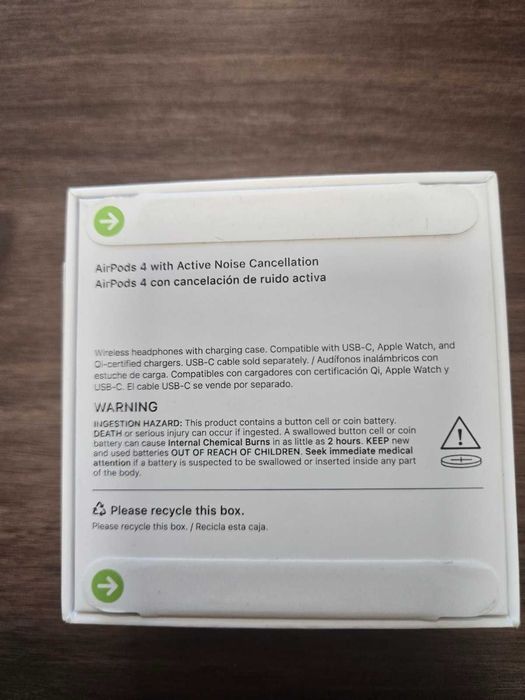 AirPods 4 with Active Noise Cancellation
AirPods 4 con cancelación de ruido activa
Wireless headphones with charging case. Compatible with USB-C, Apple Watch, and
Qi-certified chargers. USB-C cable sold separately. / Audífonos inalámbricos con
estuche de carga. Compatibles con cargadores con certificación Qi, Apple Watch y
USB-C. El cable USB-C se vende por separado.
WARNING
INGESTION HAZARD: This product contains a button cell or coin battery.
DEATH or serious injury can occur if ingested. A swallowed button cell or coin
battery can cause Internal Chemical Burns in as little as 2 hours. KEEP new
and used batteries OUT OF REACH OF CHILDREN. Seek immediate medical
attention if a battery is suspected to be swallowed or inserted inside any part
of the body.
Please recycle this box.
Please recycle this box. / Recicla esta caja.